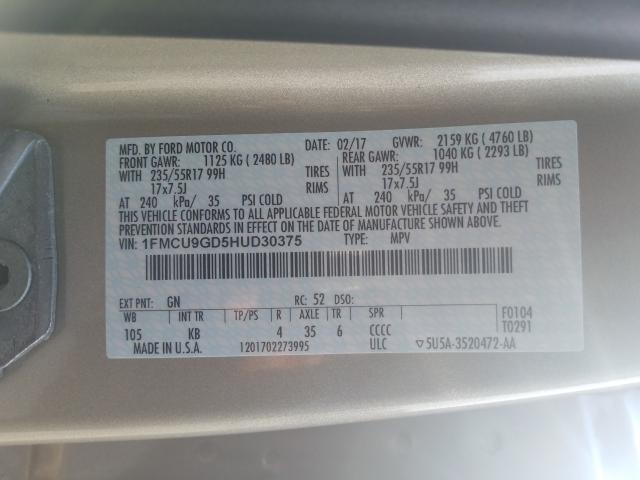 MFD. BY FORD MOTOR CO. DATE: 02/17 GVWR: 2159 KG ( 4760 LB)
FRONT GAWR: 1125 KG ( 2480 LB) REAR GAWR: 1040 KG ( 2293 LB)
WITH 235/55R17 99H TIRES WITH 235/55R17 99H TIRES
17x7.5J RIMS 17x7.5J RIMS
AT 240 kPa/ 35 PSI COLD AT 240 kPa/ 35 PSI COLD
THIS VEHICLE CONFORMS TO ALL APPLICABLE FEDERAL MOTOR VEHICLE SAFETY AND THEFT
PREVENTION STANDARDS IN EFFECT ON THE DATE OF MANUFACTURE SHOWN ABOVE.
VIN: 1FMCU9GD5HUD30375 TYPE: MPV
EXT PNT: GN RC: 52 DSO:
WB INT TR TP/PS R AXLE TR SPR F0104
105 KB 4 35 6 CCCC T0291
MADE IN U.S.A. 1201702273995 ULC ▽5U5A-3520472-AA